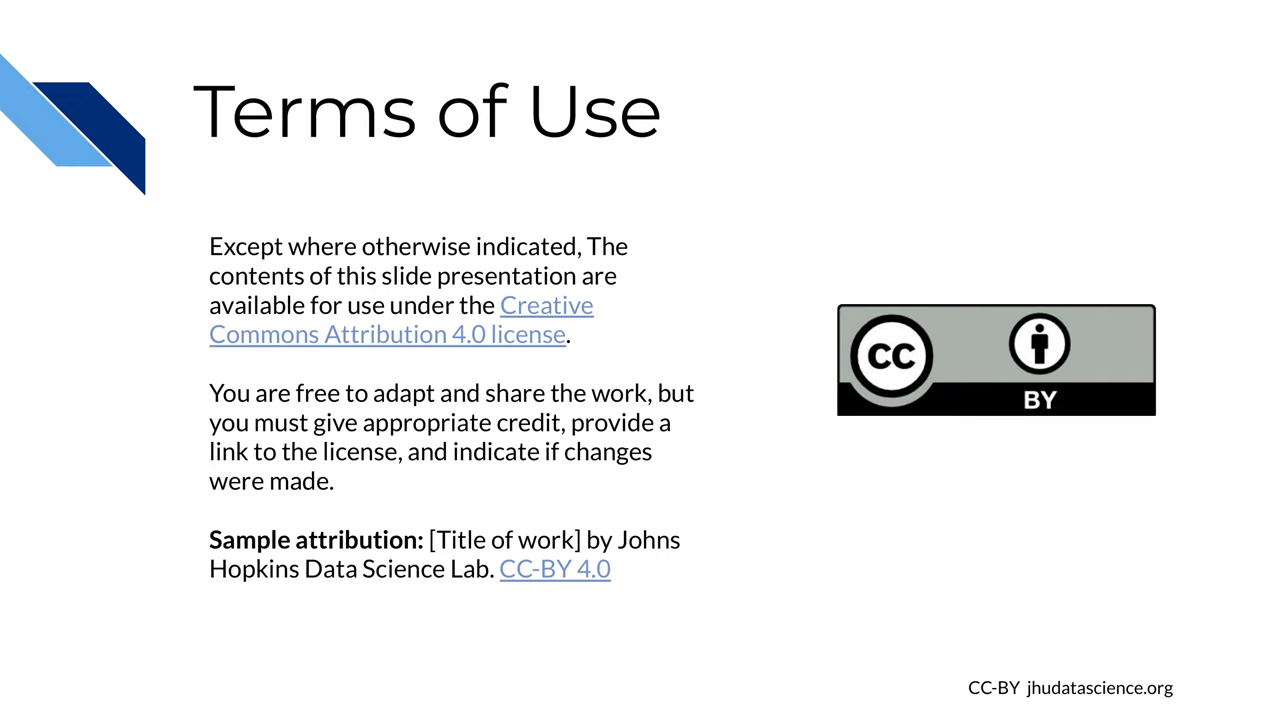 Terms of Use
Except where otherwise indicated, The
contents of this slide presentation are
available for use under the Creative
Commons Attribution 4.0 license.
You are free to adapt and share the work, but
you must give appropriate credit, provide a
link to the license, and indicate if changes
were made.
Sample attribution: [Title of work] by Johns
Hopkins Data Science Lab. CC-BY 4.0
CC
BY
CC-BY jhudatascience.org